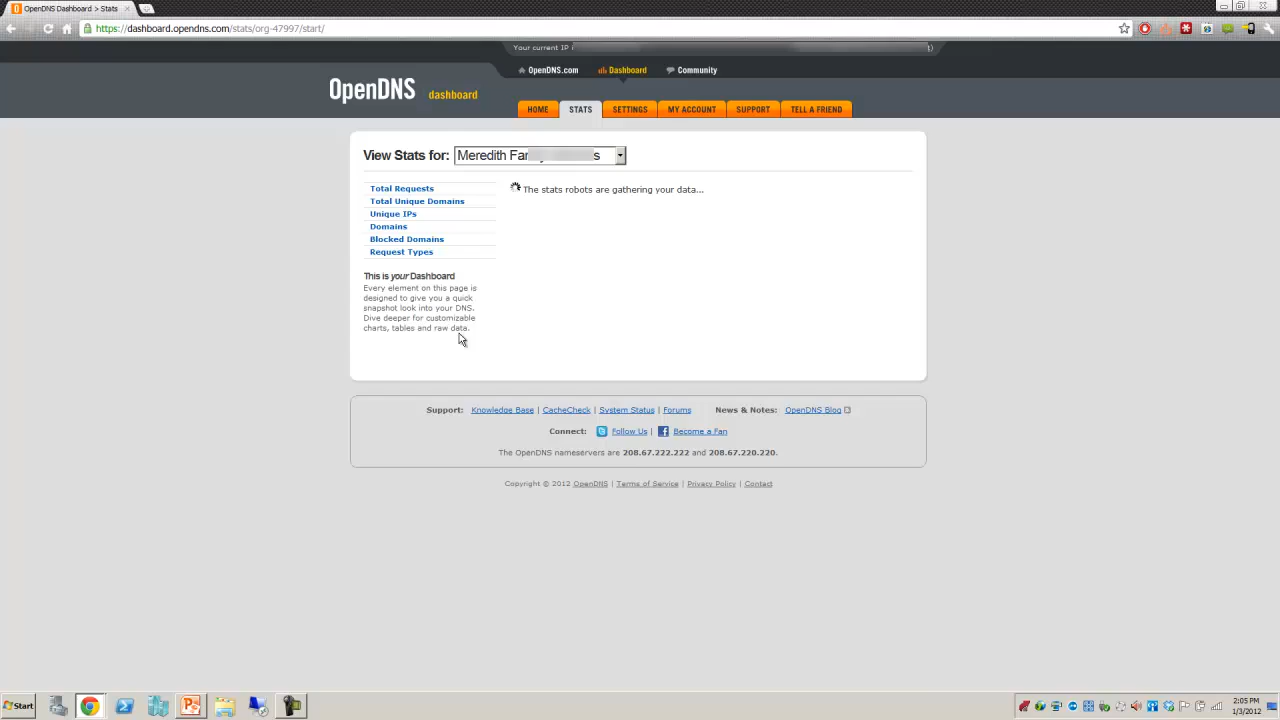 OpenDNS Dashboard > Stats
https://dashboard.opendns.com/stats/org-47997/start/
Your current IP i
OpenDNS.com
Dashboard
Community
OpenDNS dashboard
HOME
STATS
SETTINGS
MY ACCOUNT
SUPPORT
TELL A FRIEND
View Stats for: Meredith
Total Requests
Total Unique Domains
Unique IPs
Domains
Blocked Domains
Request Types
The stats robots are gathering your data...
This is your Dashboard
Every element on this page is
designed to give you a quick
snapshot look into your DNS.
Dive deeper for customizable
charts, tables and raw data.
Support: Knowledge Base | CacheCheck | System Status | Forums News & Notes: OpenDNS Blog
Connect: Follow Us | Become a Fan
The OpenDNS nameservers are 208.67.222.222 and 208.67.220.220.
Copyright © 2012 OpenDNS | Terms of Service | Privacy Policy | Contact
Start
2:05 PM
1/3/2012